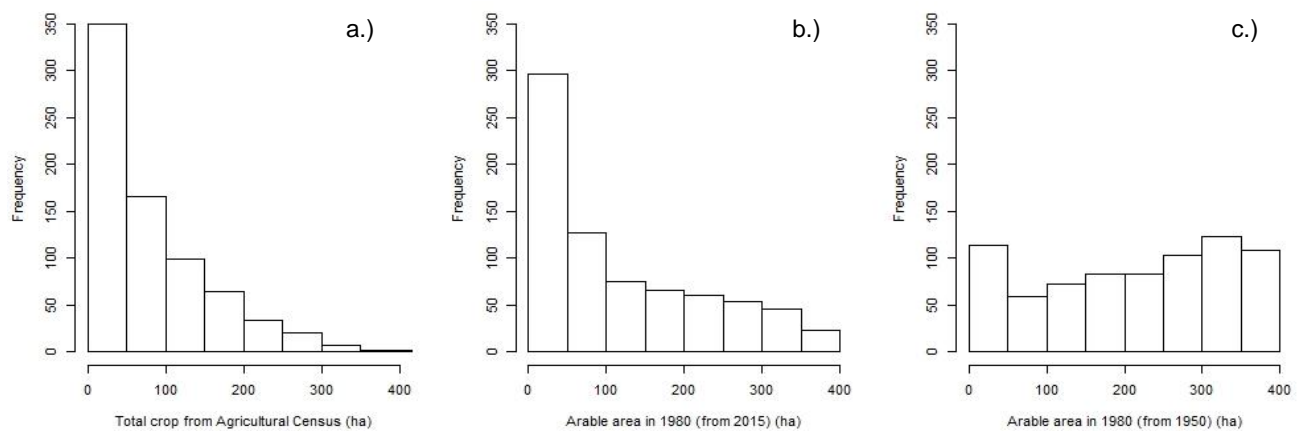 a.)
Frequency
0 50 100 150 200 250 300 350
0 100 200 300 400
Total crop from Agricultural Census (ha)
b.)
Frequency
0 50 100 150 200 250 300 350
0 100 200 300 400
Arable area in 1980 (from 2015) (ha)
c.)
Frequency
0 50 100 150 200 250 300 350
0 100 200 300 400
Arable area in 1980 (from 1950) (ha)